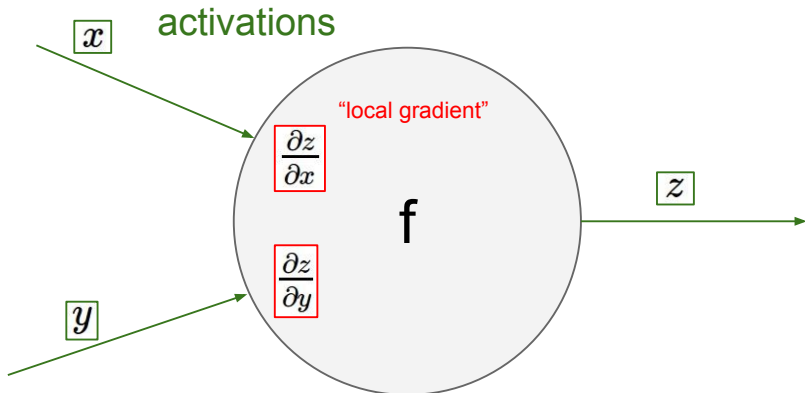 activations
x
“local gradient”
∂z
∂x
z
f
∂z
∂y
y